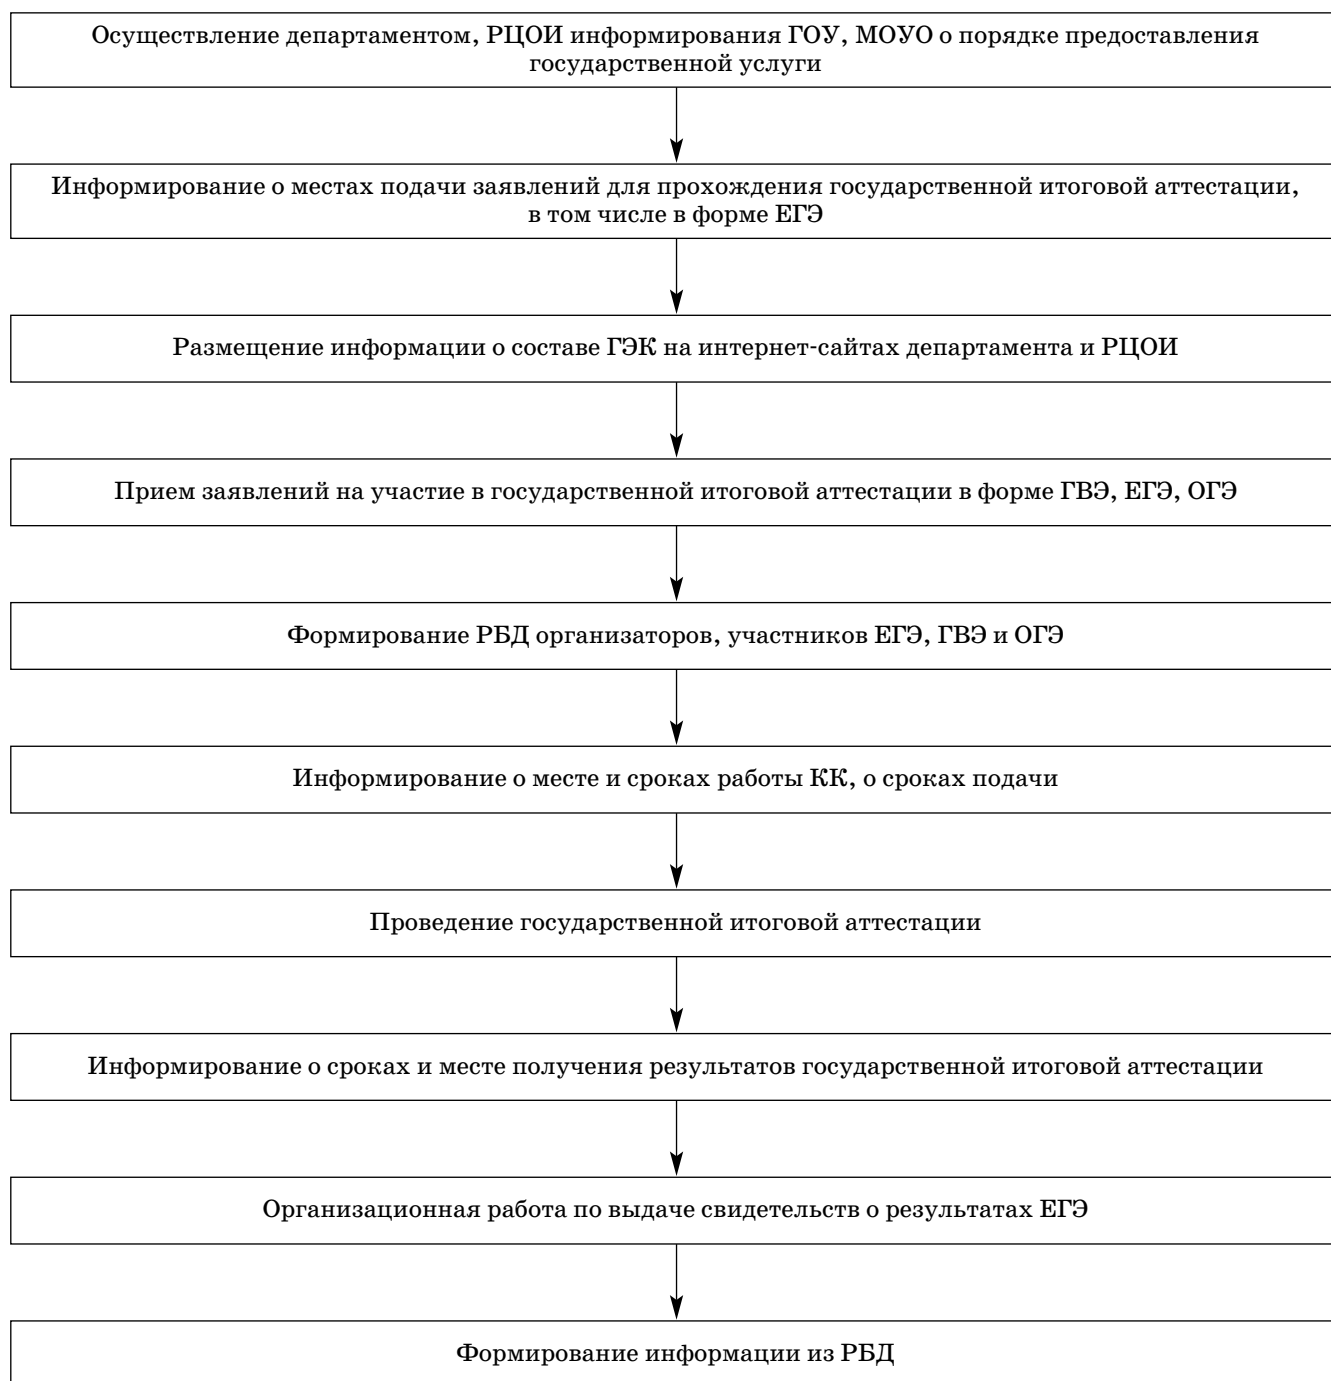 Осуществление департаментом, РЦОИ информирования ГОУ, МОУО о порядке предоставления
государственной услуги
Информирование о местах подачи заявлений для прохождения государственной итоговой аттестации,
в том числе в форме ЕГЭ
Размещение информации о составе ГЭК на интернет-сайтах департамента и РЦОИ
Прием заявлений на участие в государственной итоговой аттестации в форме ГВЭ, ЕГЭ, ОГЭ
Формирование РБД организаторов, участников ЕГЭ, ГВЭ и ОГЭ
Информирование о месте и сроках работы КК, о сроках подачи
Проведение государственной итоговой аттестации
Информирование о сроках и месте получения результатов государственной итоговой аттестации
Организационная работа по выдаче свидетельств о результатах ЕГЭ
Формирование информации из РБД